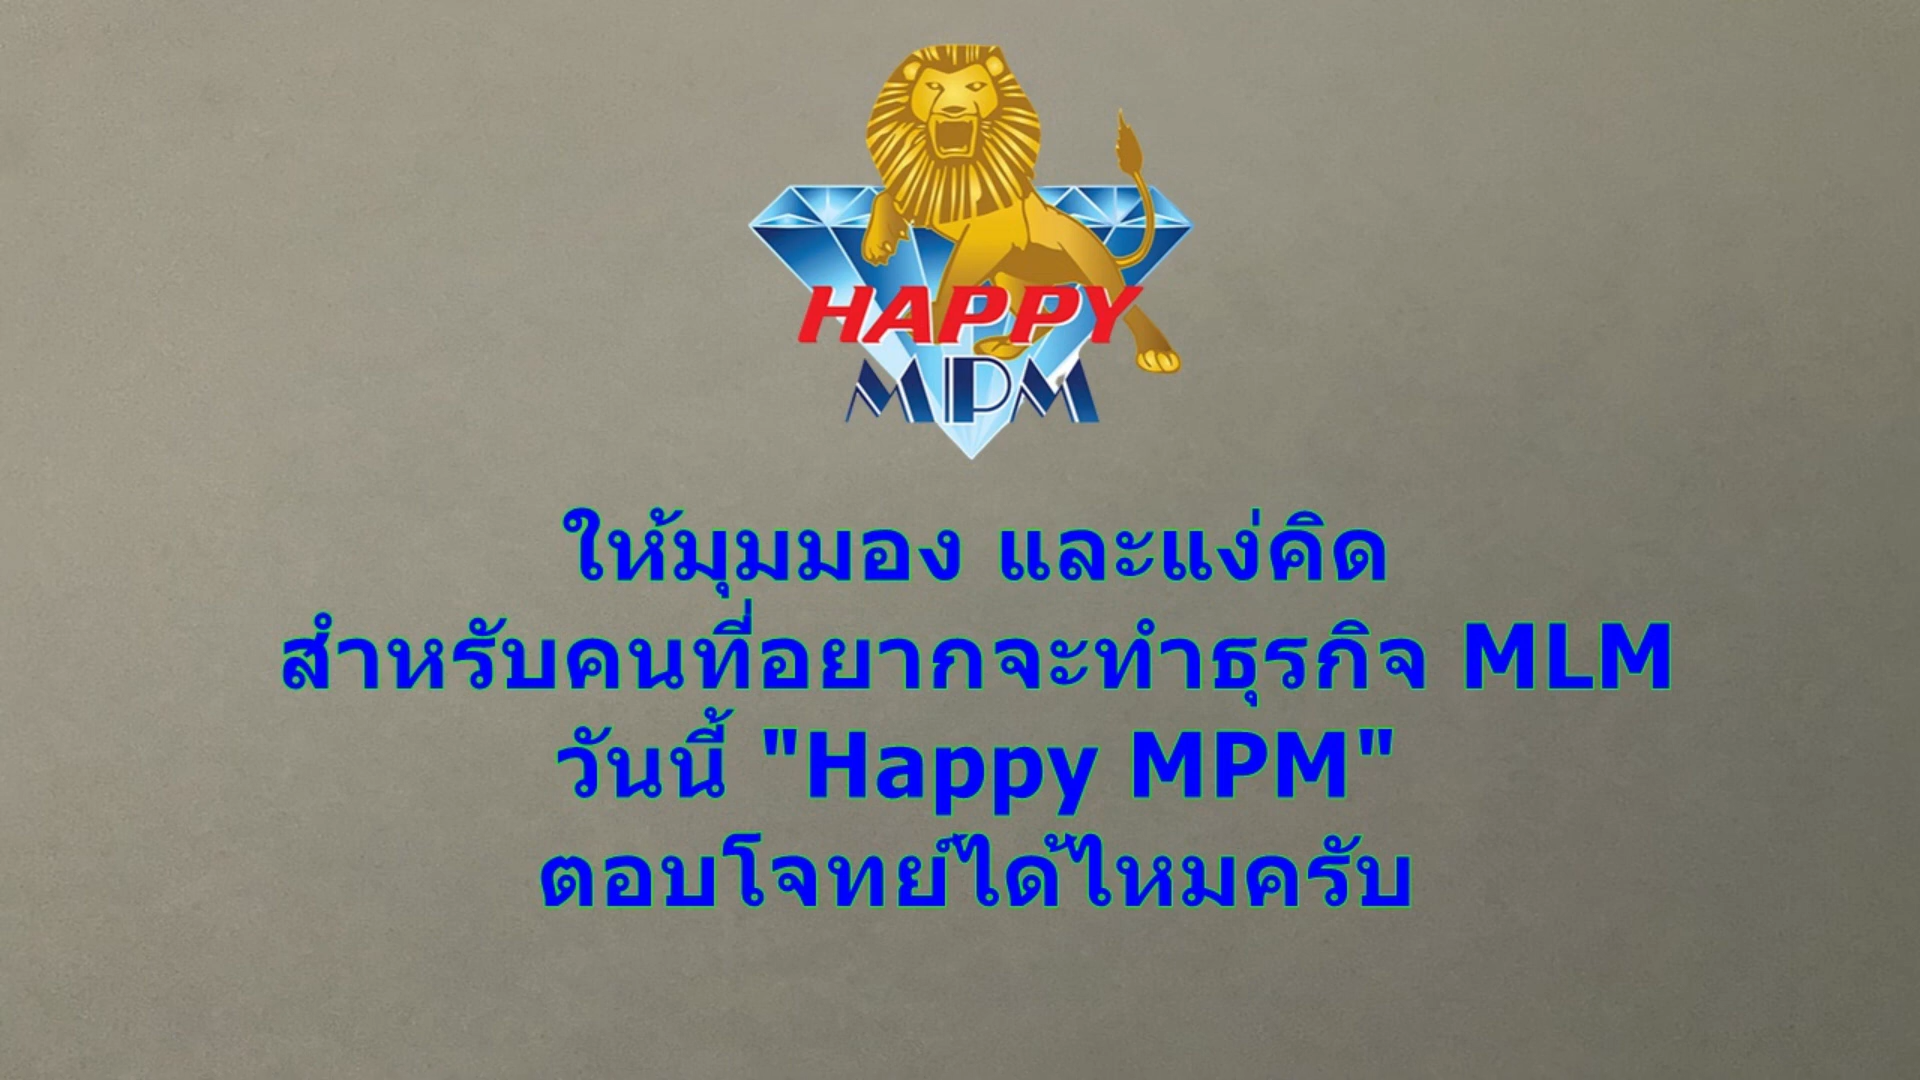 HAPPY
MPM
ให้มุมมอง และแง่คิด
สำหรับคนที่อยากจะทำธุรกิจ MLM
วันนี้ "Happy MPM"
ตอบโจทย์ได้ไหมครับ